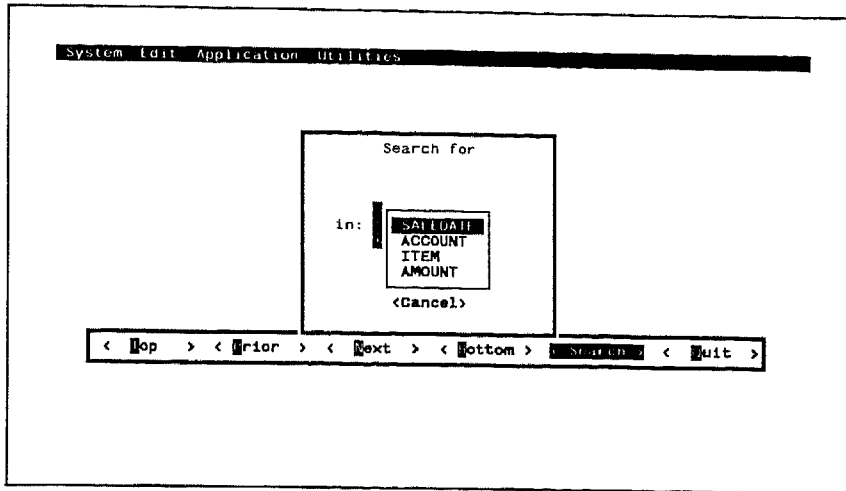 System Edit Application Utilities
Search for
in:
SALEDATE
ACCOUNT
ITEM
AMOUNT
<Cancel>
< Top > < Prior > < Next > < Bottom > < Search > < Quit >